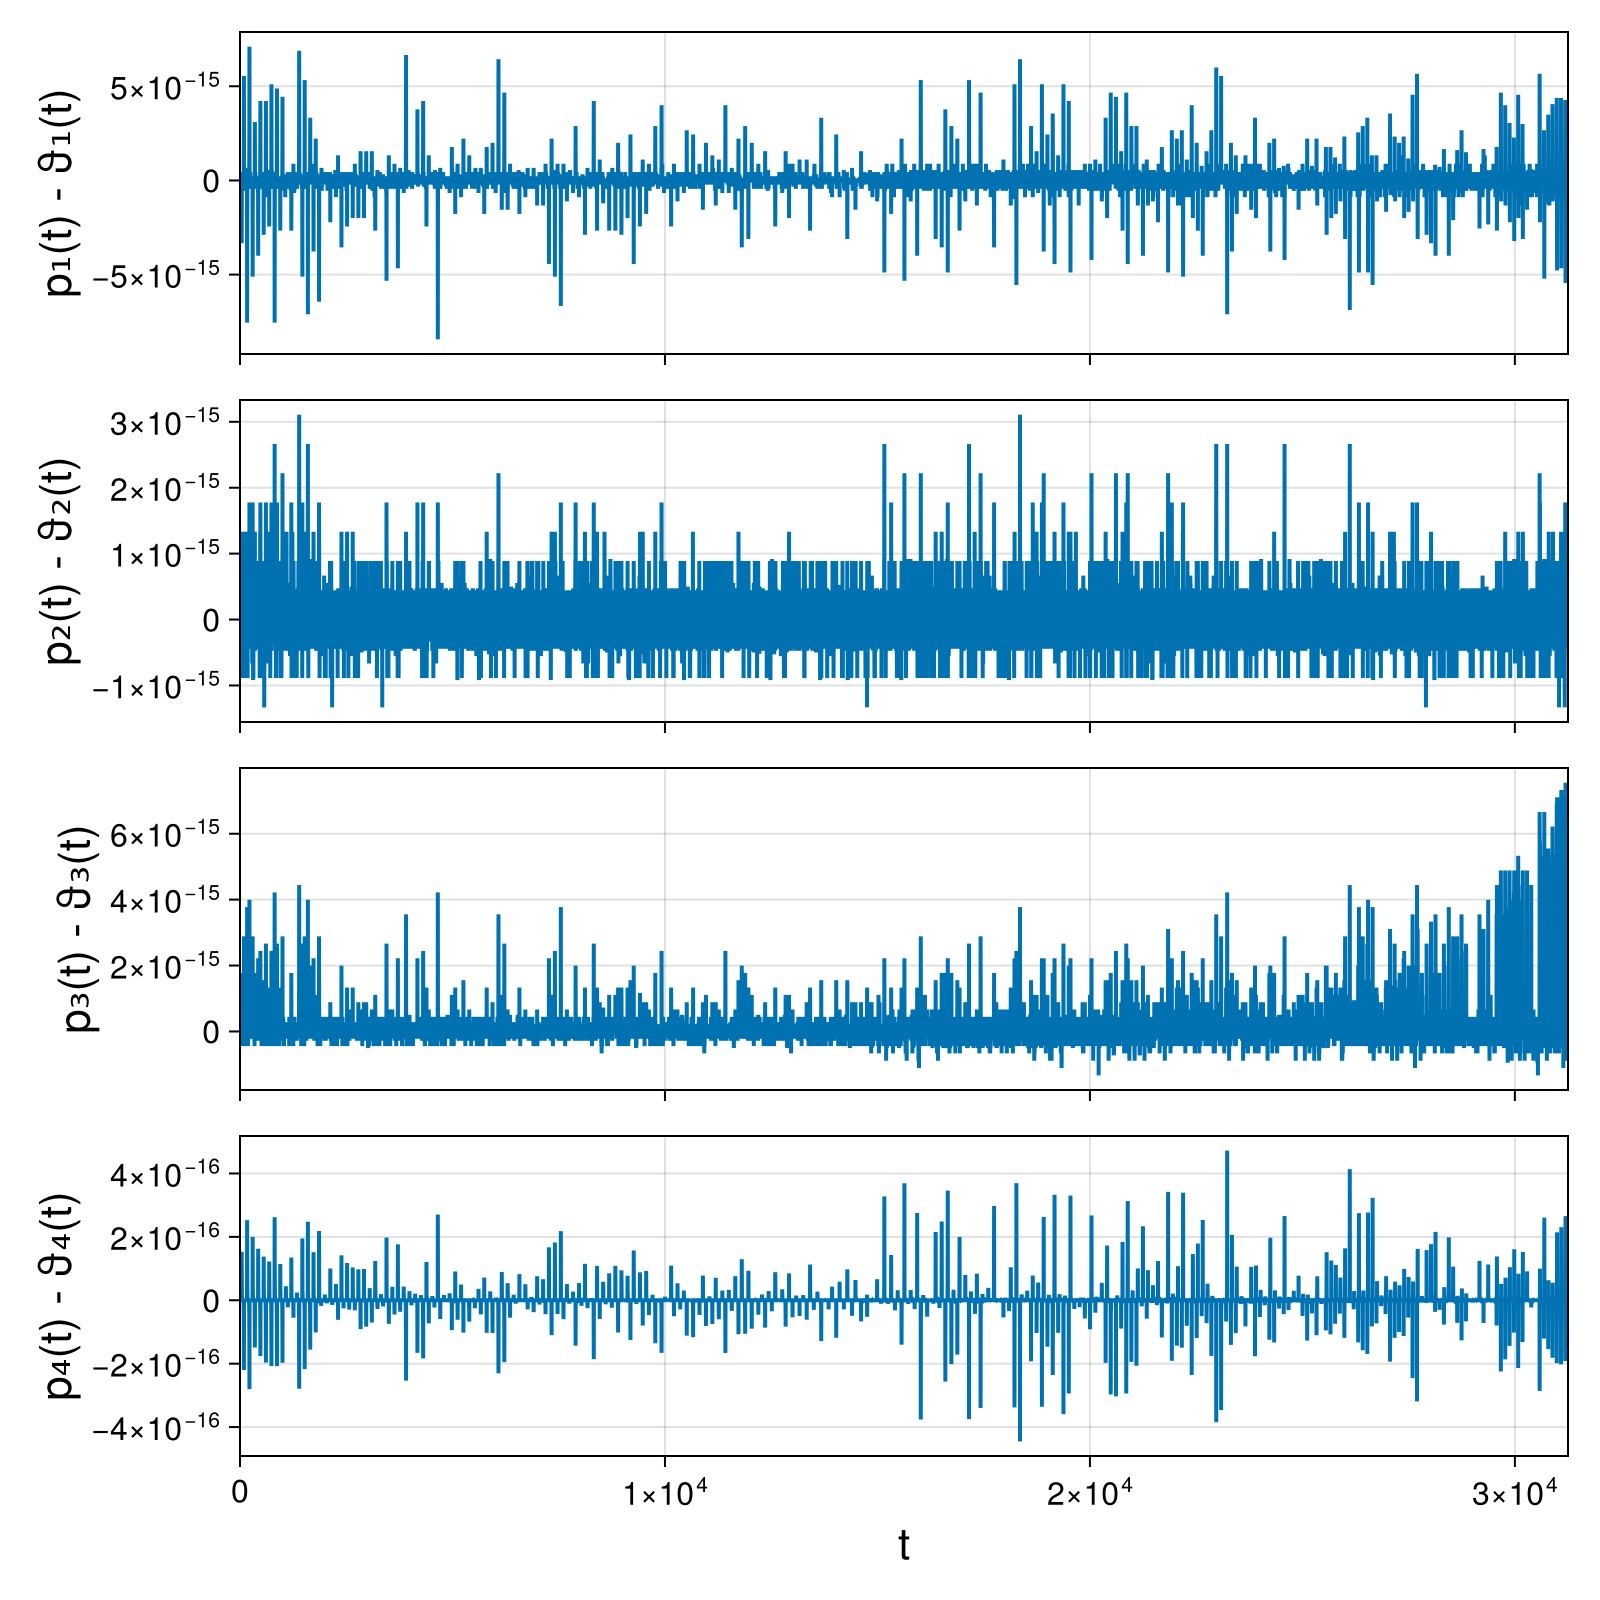 p₁(t) - ϑ₁(t)
5×10⁻¹⁵
0
−5×10⁻¹⁵
p₂(t) - ϑ₂(t)
3×10⁻¹⁵
2×10⁻¹⁵
1×10⁻¹⁵
0
−1×10⁻¹⁵
p₃(t) - ϑ₃(t)
6×10⁻¹⁵
4×10⁻¹⁵
2×10⁻¹⁵
0
p₄(t) - ϑ₄(t)
4×10⁻¹⁶
2×10⁻¹⁶
0
−2×10⁻¹⁶
−4×10⁻¹⁶
0 1×10⁴ 2×10⁴ 3×10⁴
t